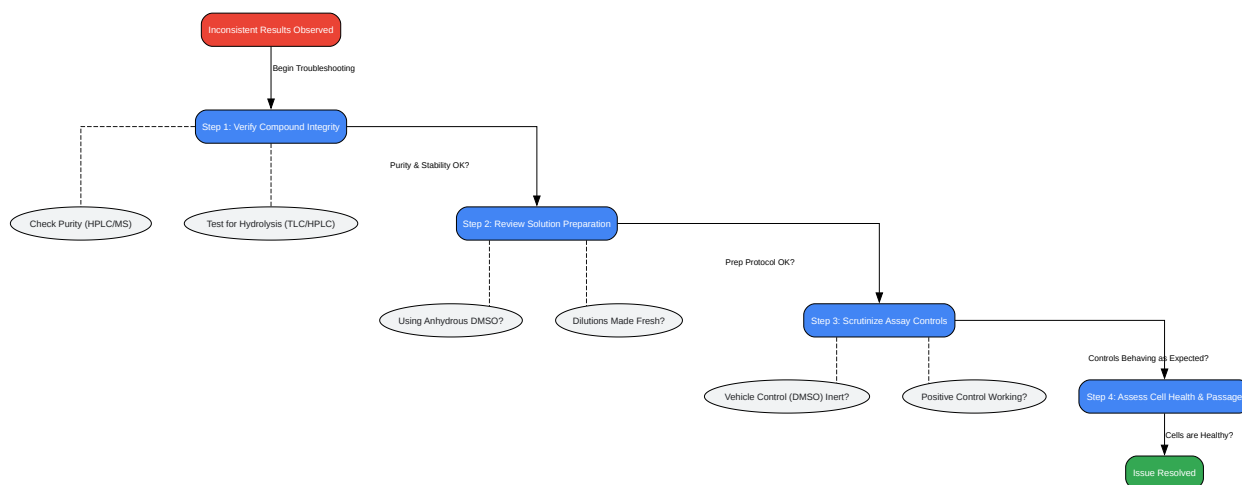 Inconsistent Results Observed
Begin Troubleshooting
Step 1: Verify Compound Integrity
Purity & Stability OK?
Check Purity (HPLC/MS)
Test for Hydrolysis (TLC/HPLC)
Step 2: Review Solution Preparation
Prep Protocol OK?
Using Anhydrous DMSO?
Dilutions Made Fresh?
Step 3: Scrutinize Assay Controls
Controls Behaving as Expected?
Vehicle Control (DMSO) Inert?
Positive Control Working?
Step 4: Assess Cell Health & Passage
Cells are Healthy?
Issue Resolved